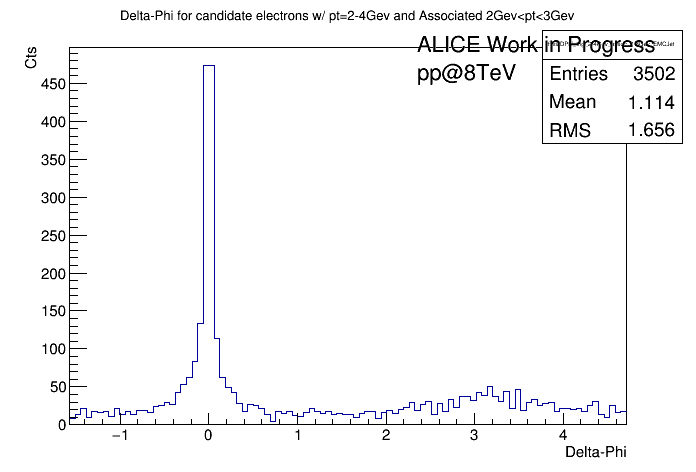 Delta-Phi for candidate electrons w/ pt=2-4Gev and Associated 2Gev<pt<3Gev
Cts
ALICE Work in Progress
pp@8TeV
Entries 3502
Mean 1.114
RMS 1.656
450
400
350
300
250
200
150
100
50
0
−1 0 1 2 3 4
Delta-Phi